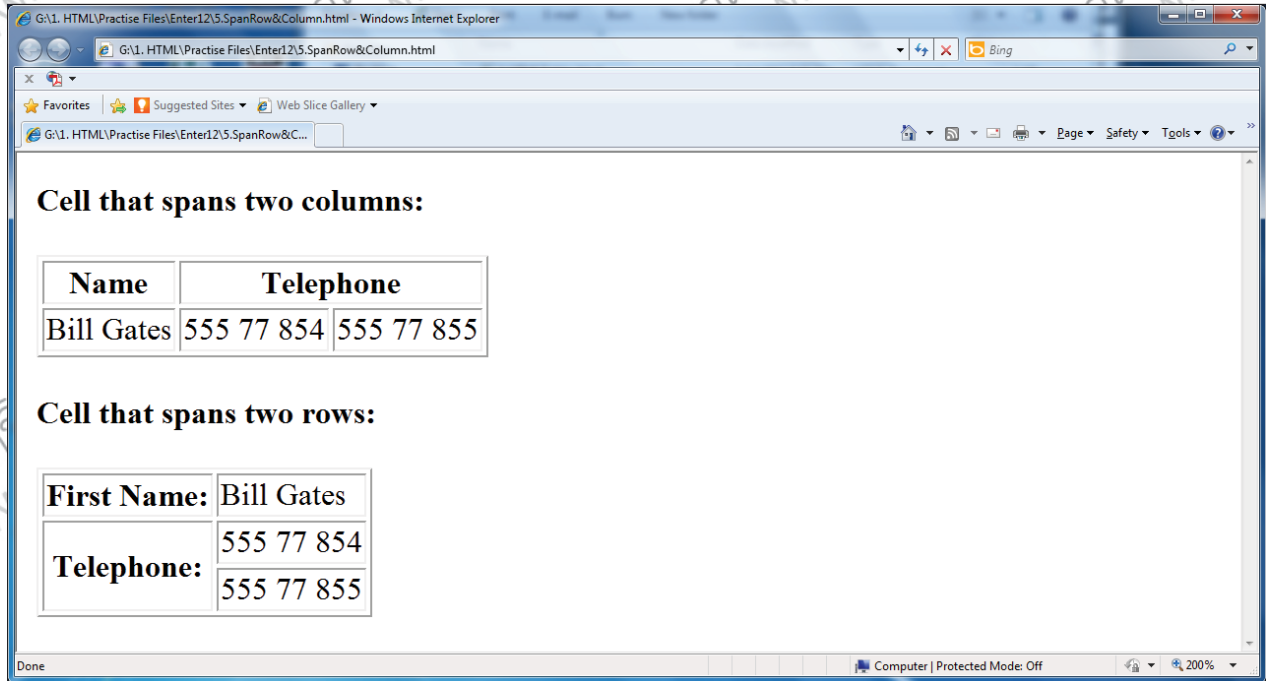 G:\1. HTML\Practise Files\Enter12\5.SpanRow&Column.html - Windows Internet Explorer
G:\1. HTML\Practise Files\Enter12\5.SpanRow&Column.html
Bing
Favorites Suggested Sites Web Slice Gallery
G:\1. HTML\Practise Files\Enter12\5.SpanRow&C... Page Safety Tools
Cell that spans two columns:
Name Telephone
Bill Gates 555 77 854 555 77 855
Cell that spans two rows:
First Name: Bill Gates
Telephone: 555 77 854
555 77 855
Done Computer | Protected Mode: Off 200%